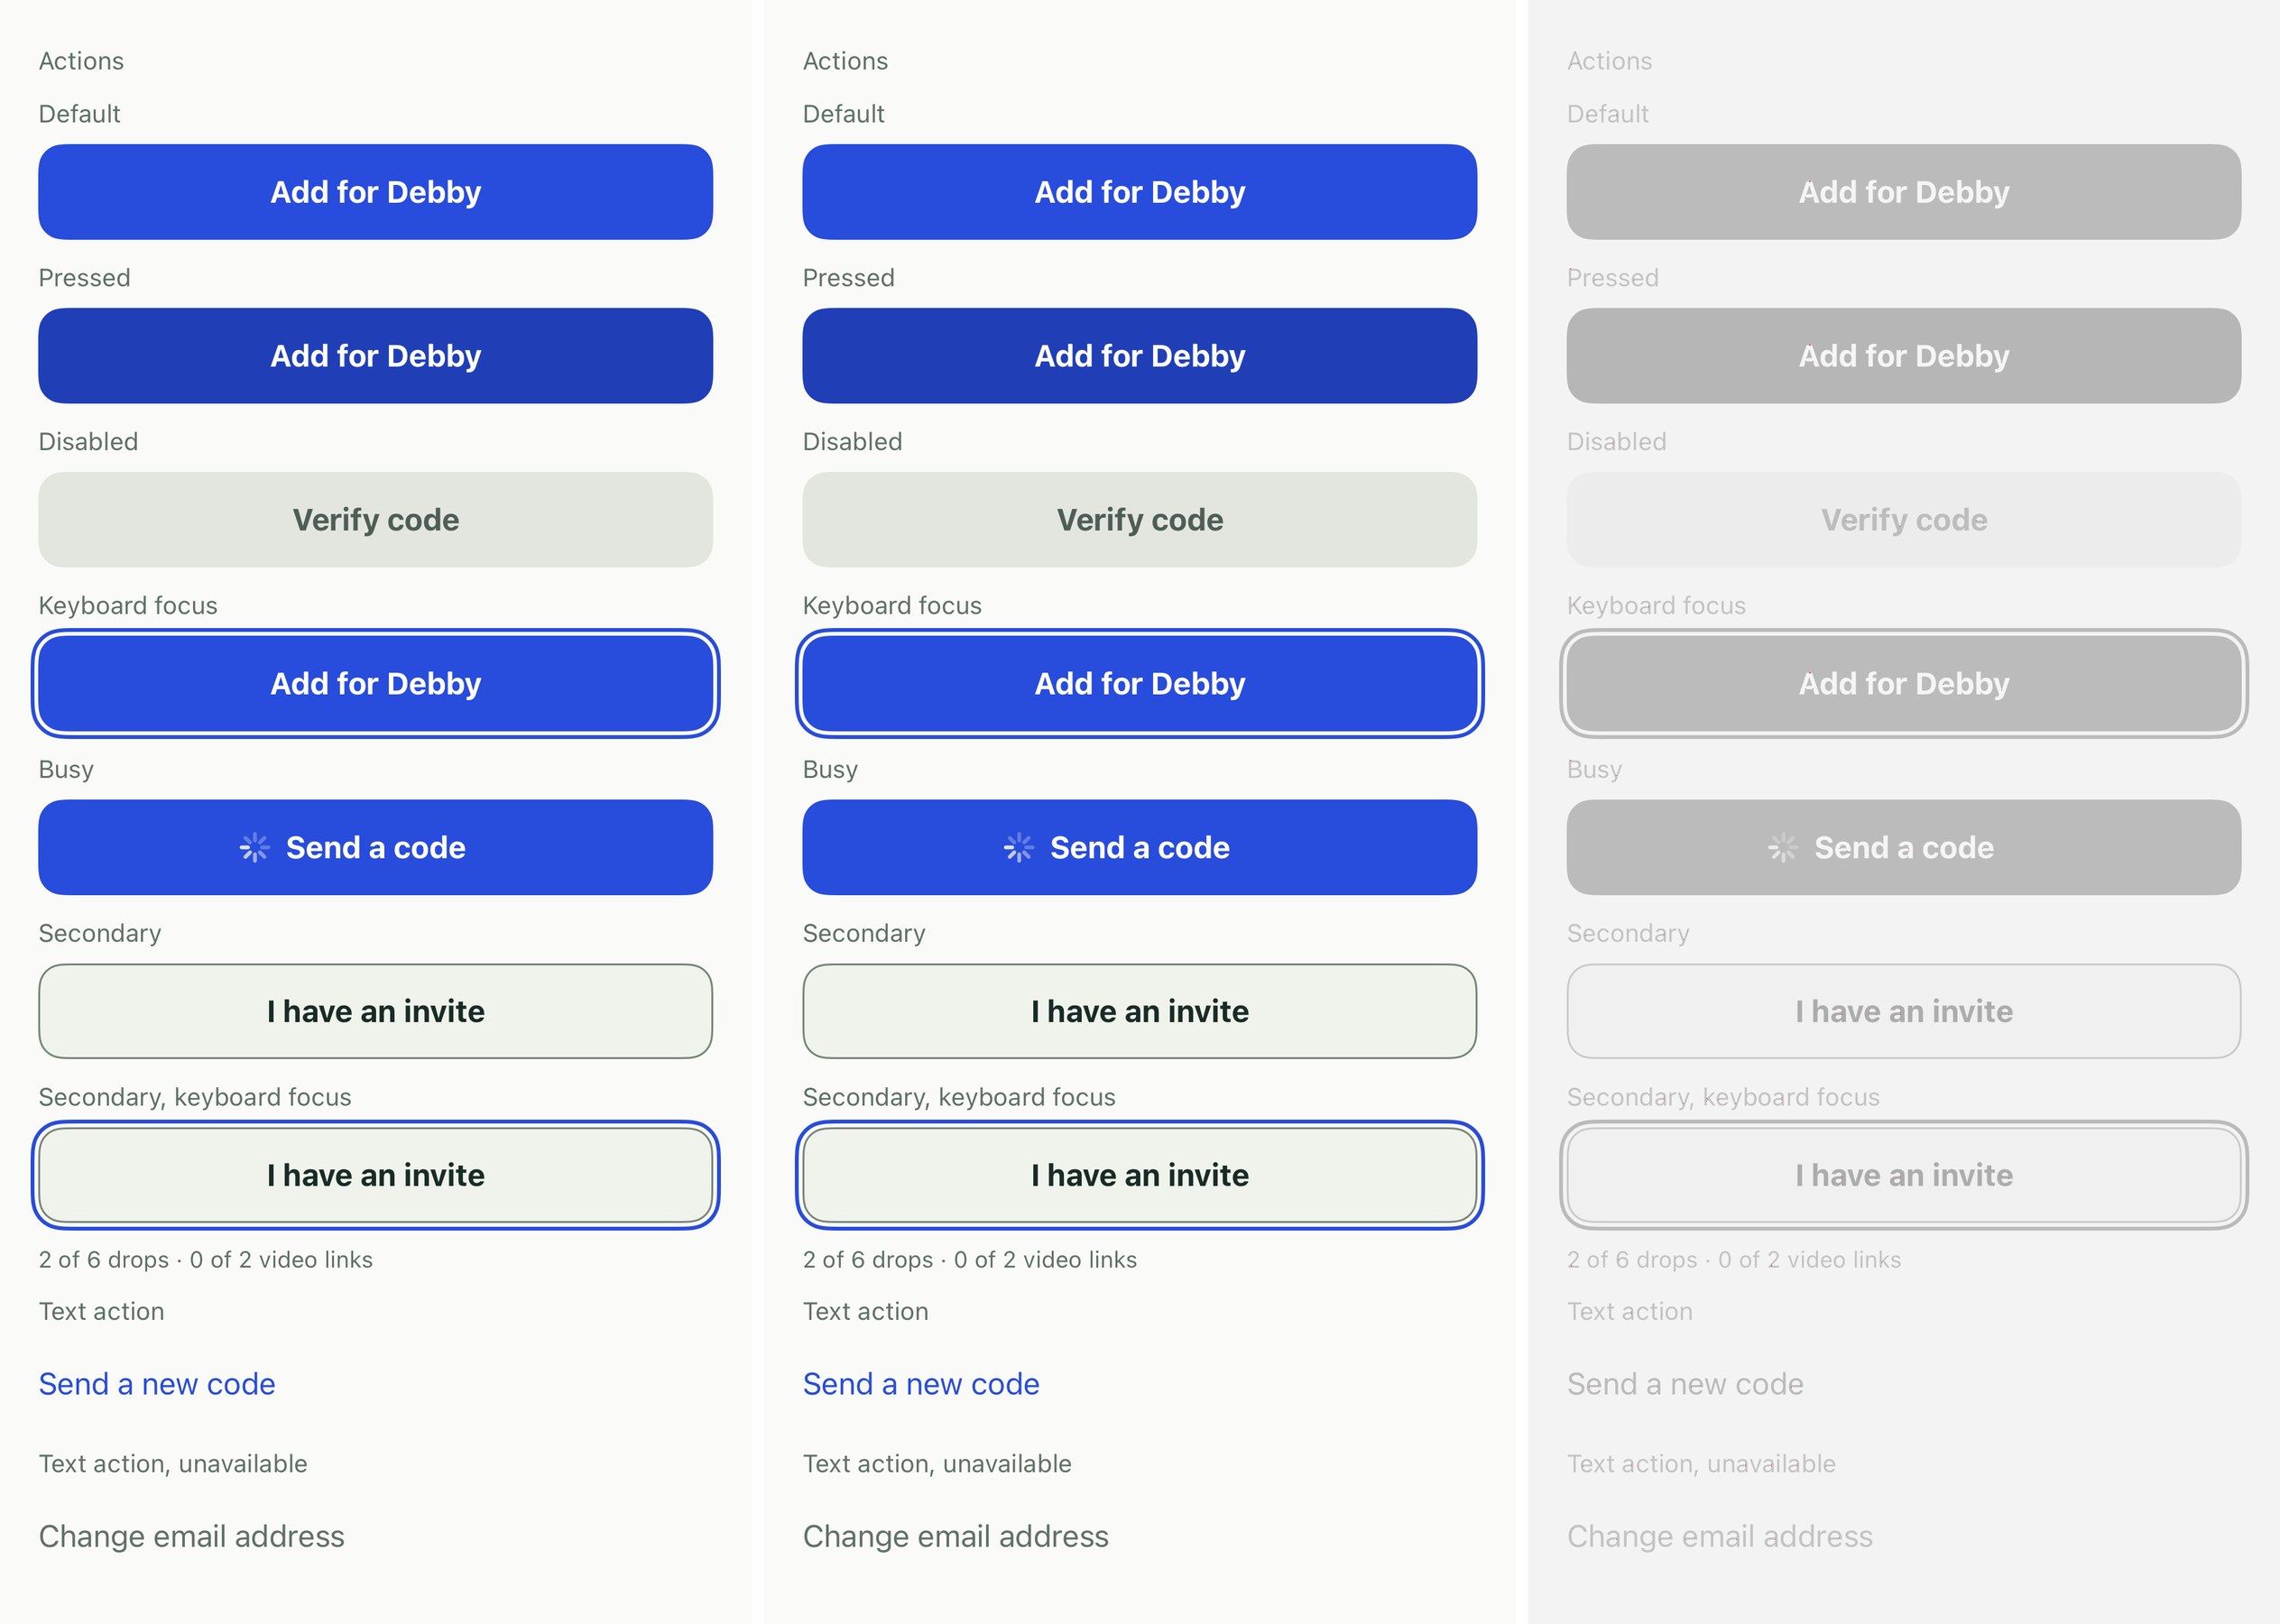 Actions
Default
Add for Debby
Pressed
Add for Debby
Disabled
Verify code
Keyboard focus
Add for Debby
Busy
Send a code
Secondary
I have an invite
Secondary, keyboard focus
I have an invite
2 of 6 drops · 0 of 2 video links
Text action
Send a new code
Text action, unavailable
Change email address
Actions
Default
Add for Debby
Pressed
Add for Debby
Disabled
Verify code
Keyboard focus
Add for Debby
Busy
Send a code
Secondary
I have an invite
Secondary, keyboard focus
I have an invite
2 of 6 drops · 0 of 2 video links
Text action
Send a new code
Text action, unavailable
Change email address
Actions
Default
Add for Debby
Pressed
Add for Debby
Disabled
Verify code
Keyboard focus
Add for Debby
Busy
Send a code
Secondary
I have an invite
Secondary, keyboard focus
I have an invite
2 of 6 drops · 0 of 2 video links
Text action
Send a new code
Text action, unavailable
Change email address